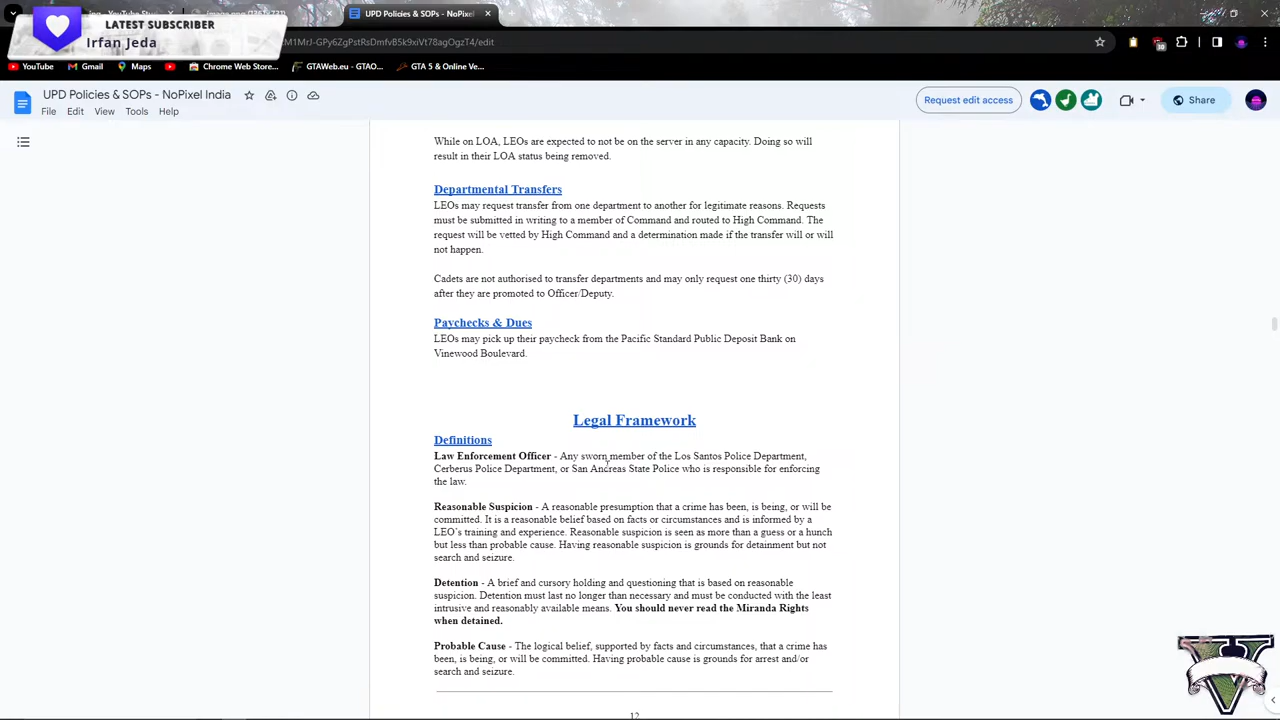 LATEST SUBSCRIBER
Irfan Jeda
UPD Policies & SOPs - NoPixel
M1MrJ-GPy6ZgPstRsDmfvB5k9xiVt78agOgzT4/edit
YouTube
Gmail
Maps
Chrome Web Store...
GTAWeb.eu - GTAO...
GTA 5 & Online Ve...
UPD Policies & SOPs - NoPixel India
File Edit View Tools Help
Request edit access
Share
While on LOA, LEOs are expected to not be on the server in any capacity. Doing so will
result in their LOA status being removed.
Departmental Transfers
LEOs may request transfer from one department to another for legitimate reasons. Requests
must be submitted in writing to a member of Command and routed to High Command. The
request will be vetted by High Command and a determination made if the transfer will or will
not happen.
Cadets are not authorised to transfer departments and may only request one thirty (30) days
after they are promoted to Officer/Deputy.
Paychecks & Dues
LEOs may pick up their paycheck from the Pacific Standard Public Deposit Bank on
Vinewood Boulevard.
Legal Framework
Definitions
Law Enforcement Officer - Any sworn member of the Los Santos Police Department,
Cerberus Police Department, or San Andreas State Police who is responsible for enforcing
the law.
Reasonable Suspicion - A reasonable presumption that a crime has been, is being, or will be
committed. It is a reasonable belief based on facts or circumstances and is informed by a
LEO's training and experience. Reasonable suspicion is seen as more than a guess or a hunch
but less than probable cause. Having reasonable suspicion is grounds for detainment but not
search and seizure.
Detention - A brief and cursory holding and questioning that is based on reasonable
suspicion. Detention must last no longer than necessary and must be conducted with the least
intrusive and reasonably available means. You should never read the Miranda Rights
when detained.
Probable Cause - The logical belief, supported by facts and circumstances, that a crime has
been, is being, or will be committed. Having probable cause is grounds for arrest and/or
search and seizure.
12
V